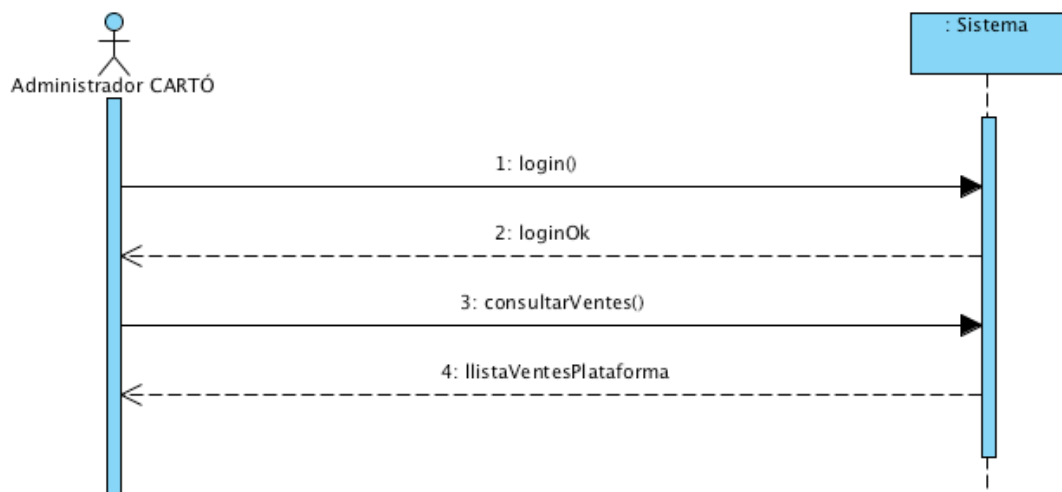 : Sistema
Administrador CARTÓ
1: login()
2: loginOk
3: consultarVentes()
4: llistaVentesPlataforma